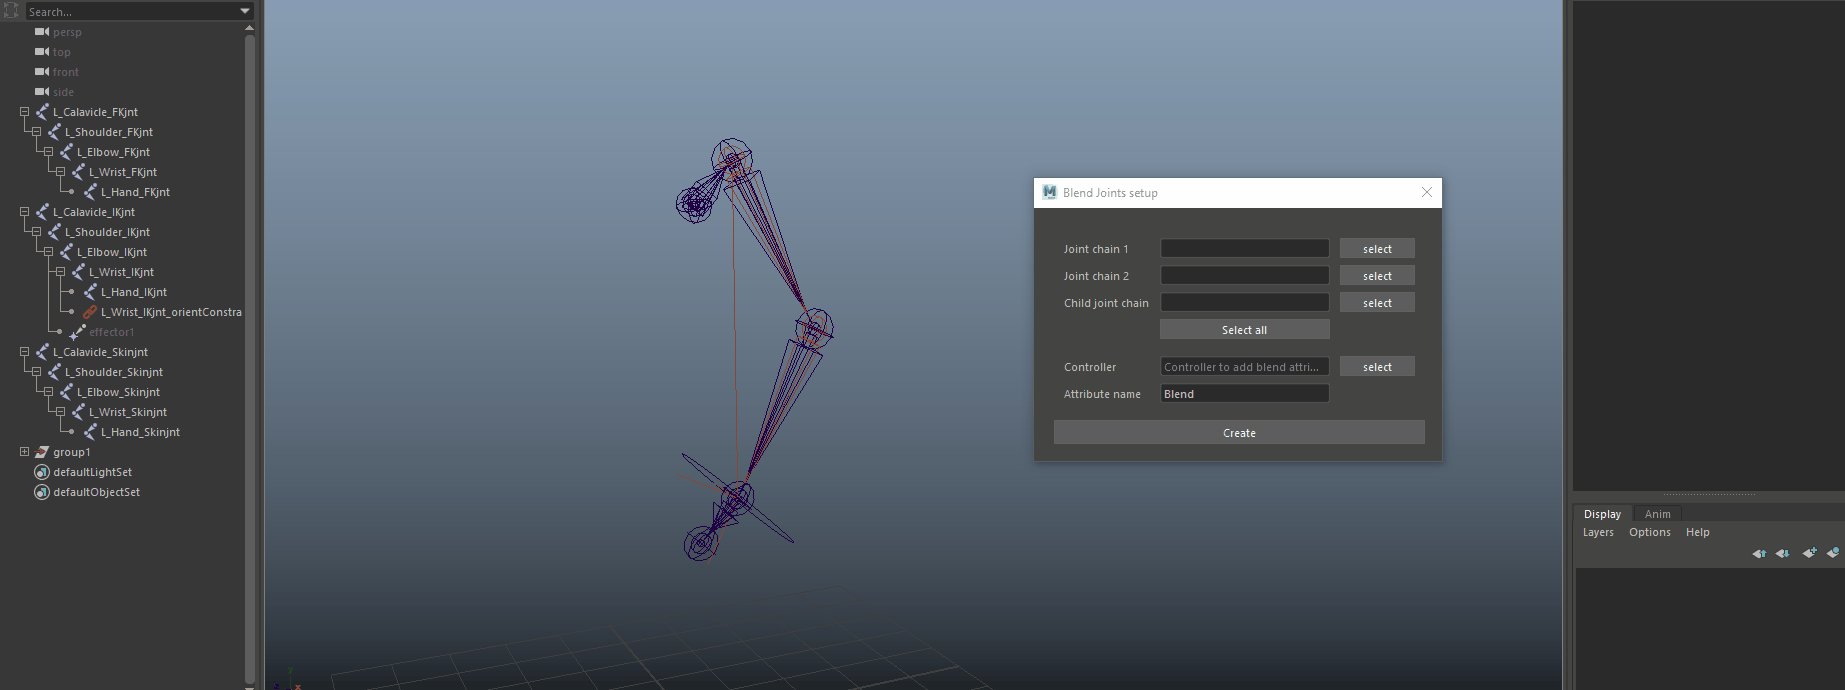 Search...
persp
top
front
side
L_Calavicle_FKjnt
L_Shoulder_FKjnt
L_Elbow_FKjnt
L_Wrist_FKjnt
L_Hand_FKjnt
L_Calavicle_IKjnt
L_Shoulder_IKjnt
L_Elbow_IKjnt
L_Wrist_IKjnt
L_Hand_IKjnt
L_Wrist_IKjnt_orientConstra
effector1
L_Calavicle_Skinjnt
L_Shoulder_Skinjnt
L_Elbow_Skinjnt
L_Wrist_Skinjnt
L_Hand_Skinjnt
group1
defaultLightSet
defaultObjectSet
Blend Joints setup
Joint chain 1 select
Joint chain 2 select
Child joint chain select
Select all
Controller Controller to add blend attri... select
Attribute name Blend
Create
Display Anim
Layers Options Help